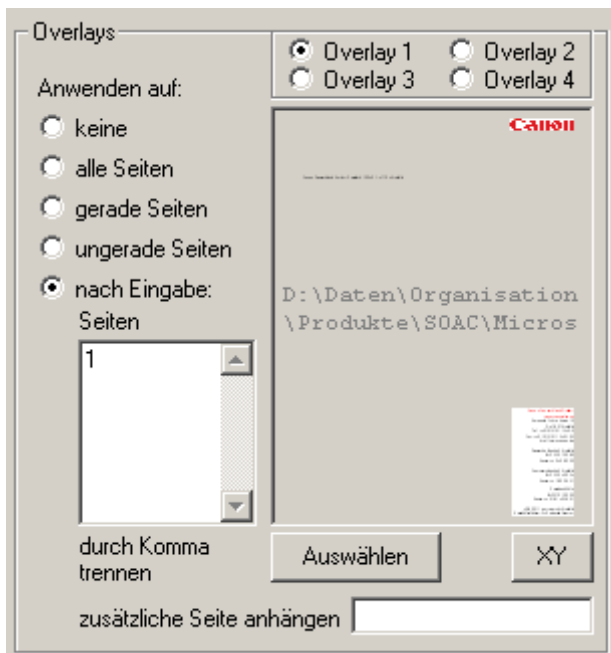 Overlays
Overlay 1
Overlay 2
Overlay 3
Overlay 4
Anwenden auf:
keine
alle Seiten
gerade Seiten
ungerade Seiten
nach Eingabe:
Seiten
1
durch Komma
trennen
Canon
D:\Daten\Organisation
\Produkte\SOAC\Micros
Auswählen
XY
zusätzliche Seite anhängen